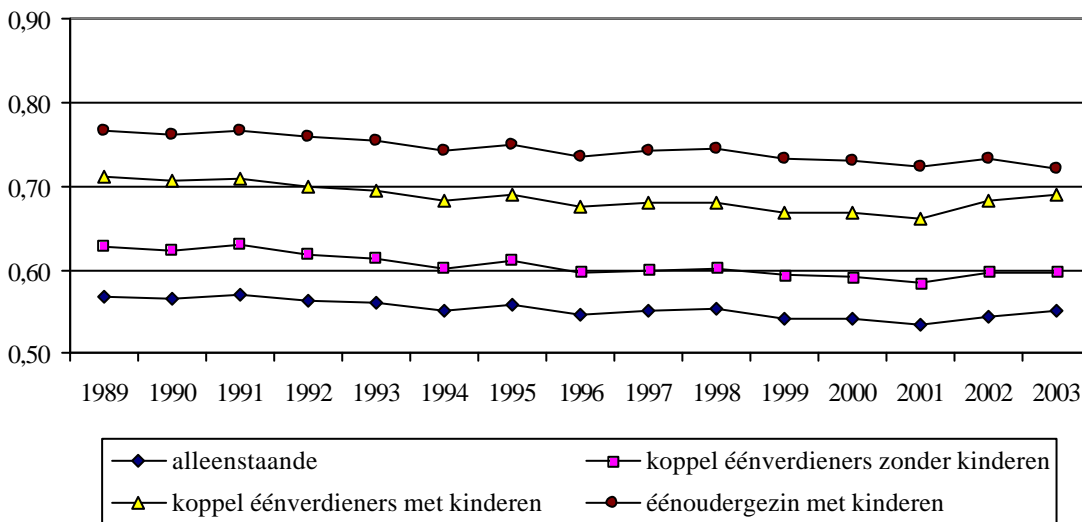 0,90
0,80
0,70
0,60
0,50
1989 1990 1991 1992 1993 1994 1995 1996 1997 1998 1999 2000 2001 2002 2003
alleenstaande koppel éénverdieners zonder kinderen
koppel éénverdieners met kinderen éénoudergezin met kinderen